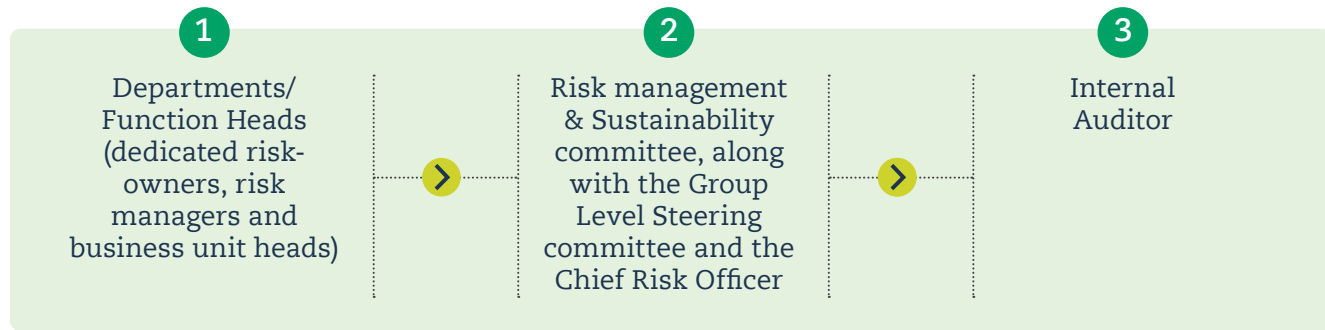 1
Departments/
Function Heads
(dedicated risk-
owners, risk
managers and
business unit heads)
2
Risk management
& Sustainability
committee, along
with the Group
Level Steering
committee and the
Chief Risk Officer
3
Internal
Auditor